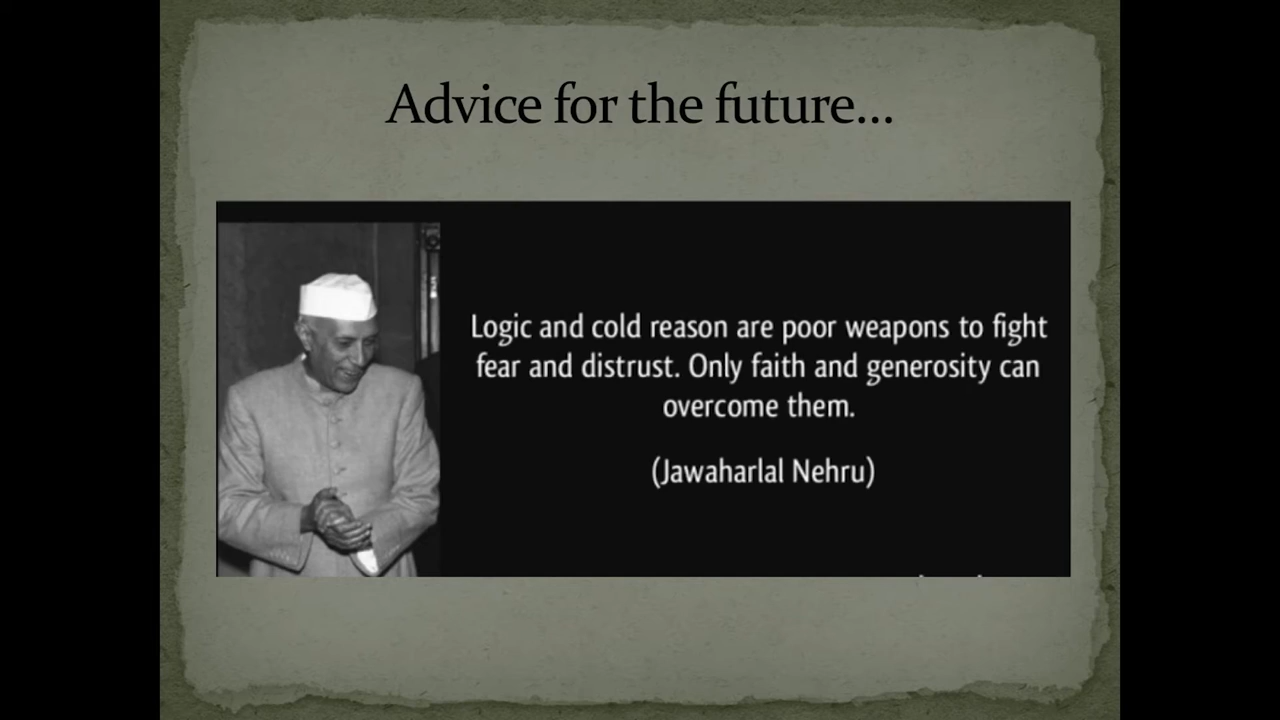 Advice for the future...
Logic and cold reason are poor weapons to fight
fear and distrust. Only faith and generosity can
overcome them.
(Jawaharlal Nehru)